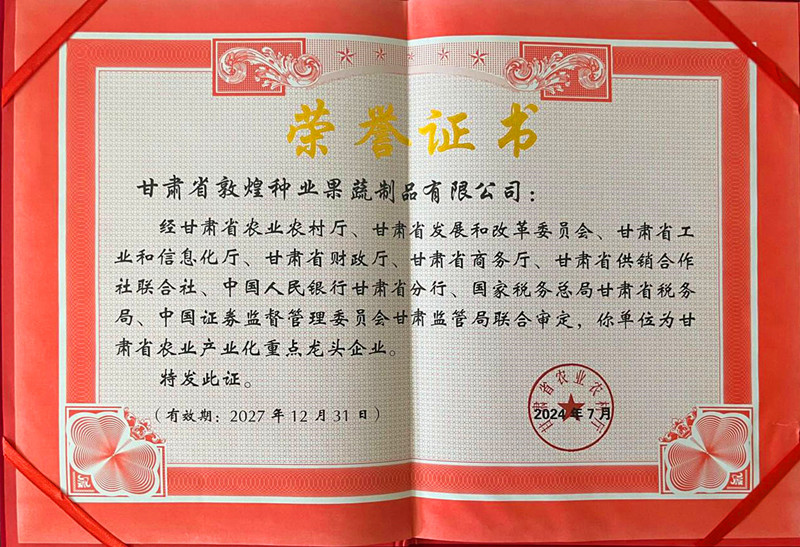 荣誉证书
甘肃省敦煌种业果蔬制品有限公司：
经甘肃省农业农村厅、甘肃省发展和改革委员会、甘肃省工
业和信息化厅、甘肃省财政厅、甘肃省商务厅、甘肃省供销合作
社联合社、中国人民银行甘肃省分行、国家税务总局甘肃省税务
局、中国证券监督管理委员会甘肃监管局联合审定，你单位为甘
肃省农业产业化重点龙头企业。
特发此证。
（有效期：2027年12月31日）
甘肃省农业农村厅
2024年7月